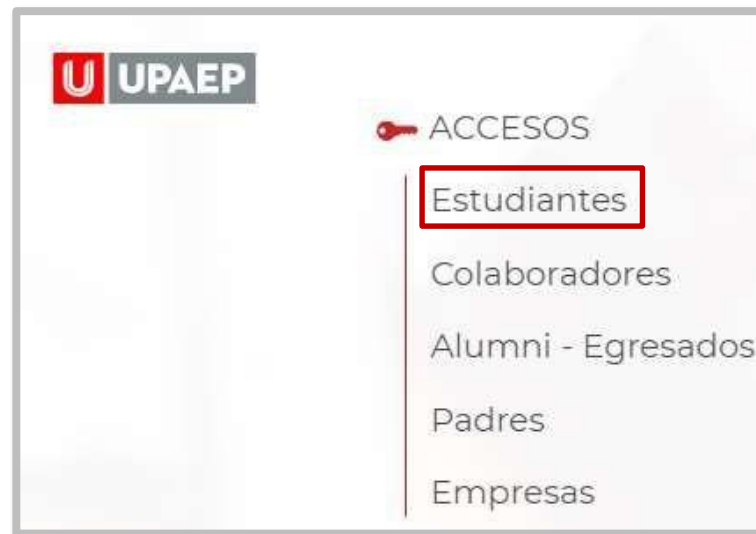 U UPAEP
ACCESOS
Estudiantes
Colaboradores
Alumni - Egresados
Padres
Empresas